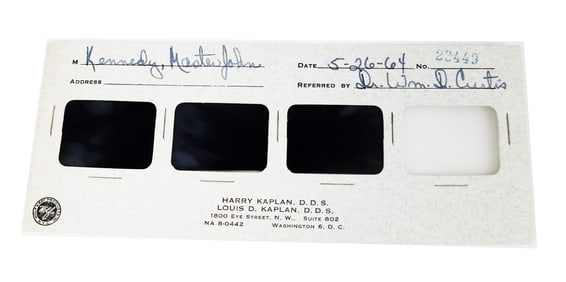 M Kennedy, Master John
DATE 5-26-64 NO. 23449
ADDRESS
REFERRED BY Dr. Wm. D. Curtis
HARRY KAPLAN, D.D.S.
LOUIS D. KAPLAN, D.D.S.
1800 EYE STREET, N. W., SUITE 802
NA 8-0442 WASHINGTON 6, D. C.